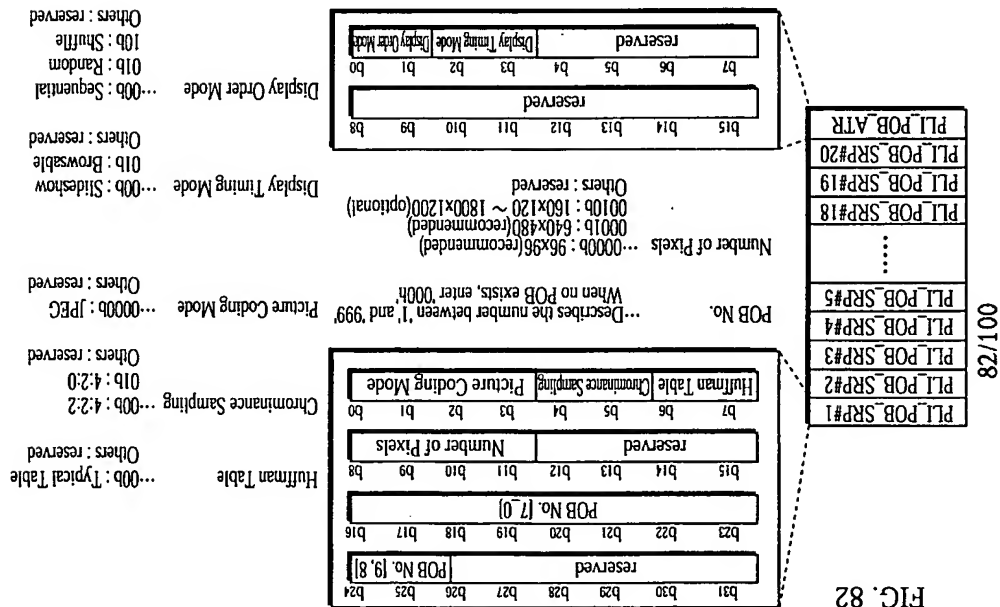 82/100
FIG. 82
PLI_POB_SRP#1
PLI_POB_SRP#2
PLI_POB_SRP#3
PLI_POB_SRP#4
PLI_POB_SRP#5
PLI_POB_SRP#18
PLI_POB_SRP#19
PLI_POB_SRP#20
PLI_POB_ATR
b31 b30 b29 b28 b27 b26 b25 b24
reserved POB No. [9, 8]
b23 b22 b21 b20 b19 b18 b17 b16
POB No. [7_0]
b15 b14 b13 b12 b11 b10 b9 b8
reserved Number of Pixels
b7 b6 b5 b4 b3 b2 b1 b0
Huffman Table Chrominance Sampling Picture Coding Mode
POB No. …Describes the number between '1' and '999'
When no POB exists, enter '000h'
Number of Pixels …0000b : 96x96(recommended)
0001b : 640x480(recommended)
0010b : 160x120 ~ 1800x1200(optional)
Others : reserved
b15 b14 b13 b12 b11 b10 b9 b8
reserved
b7 b6 b5 b4 b3 b2 b1 b0
reserved Display Timing Mode Display Order Mode
Huffman Table …00b : Typical Table
Others : reserved
Chrominance Sampling …00b : 4:2:2
01b : 4:2:0
Others : reserved
Picture Coding Mode …0000b : JPEG
Others : reserved
Display Timing Mode …00b : Slideshow
01b : Browsable
Others : reserved
Display Order Mode …00b : Sequential
01b : Random
10b : Shuffle
Others : reserved